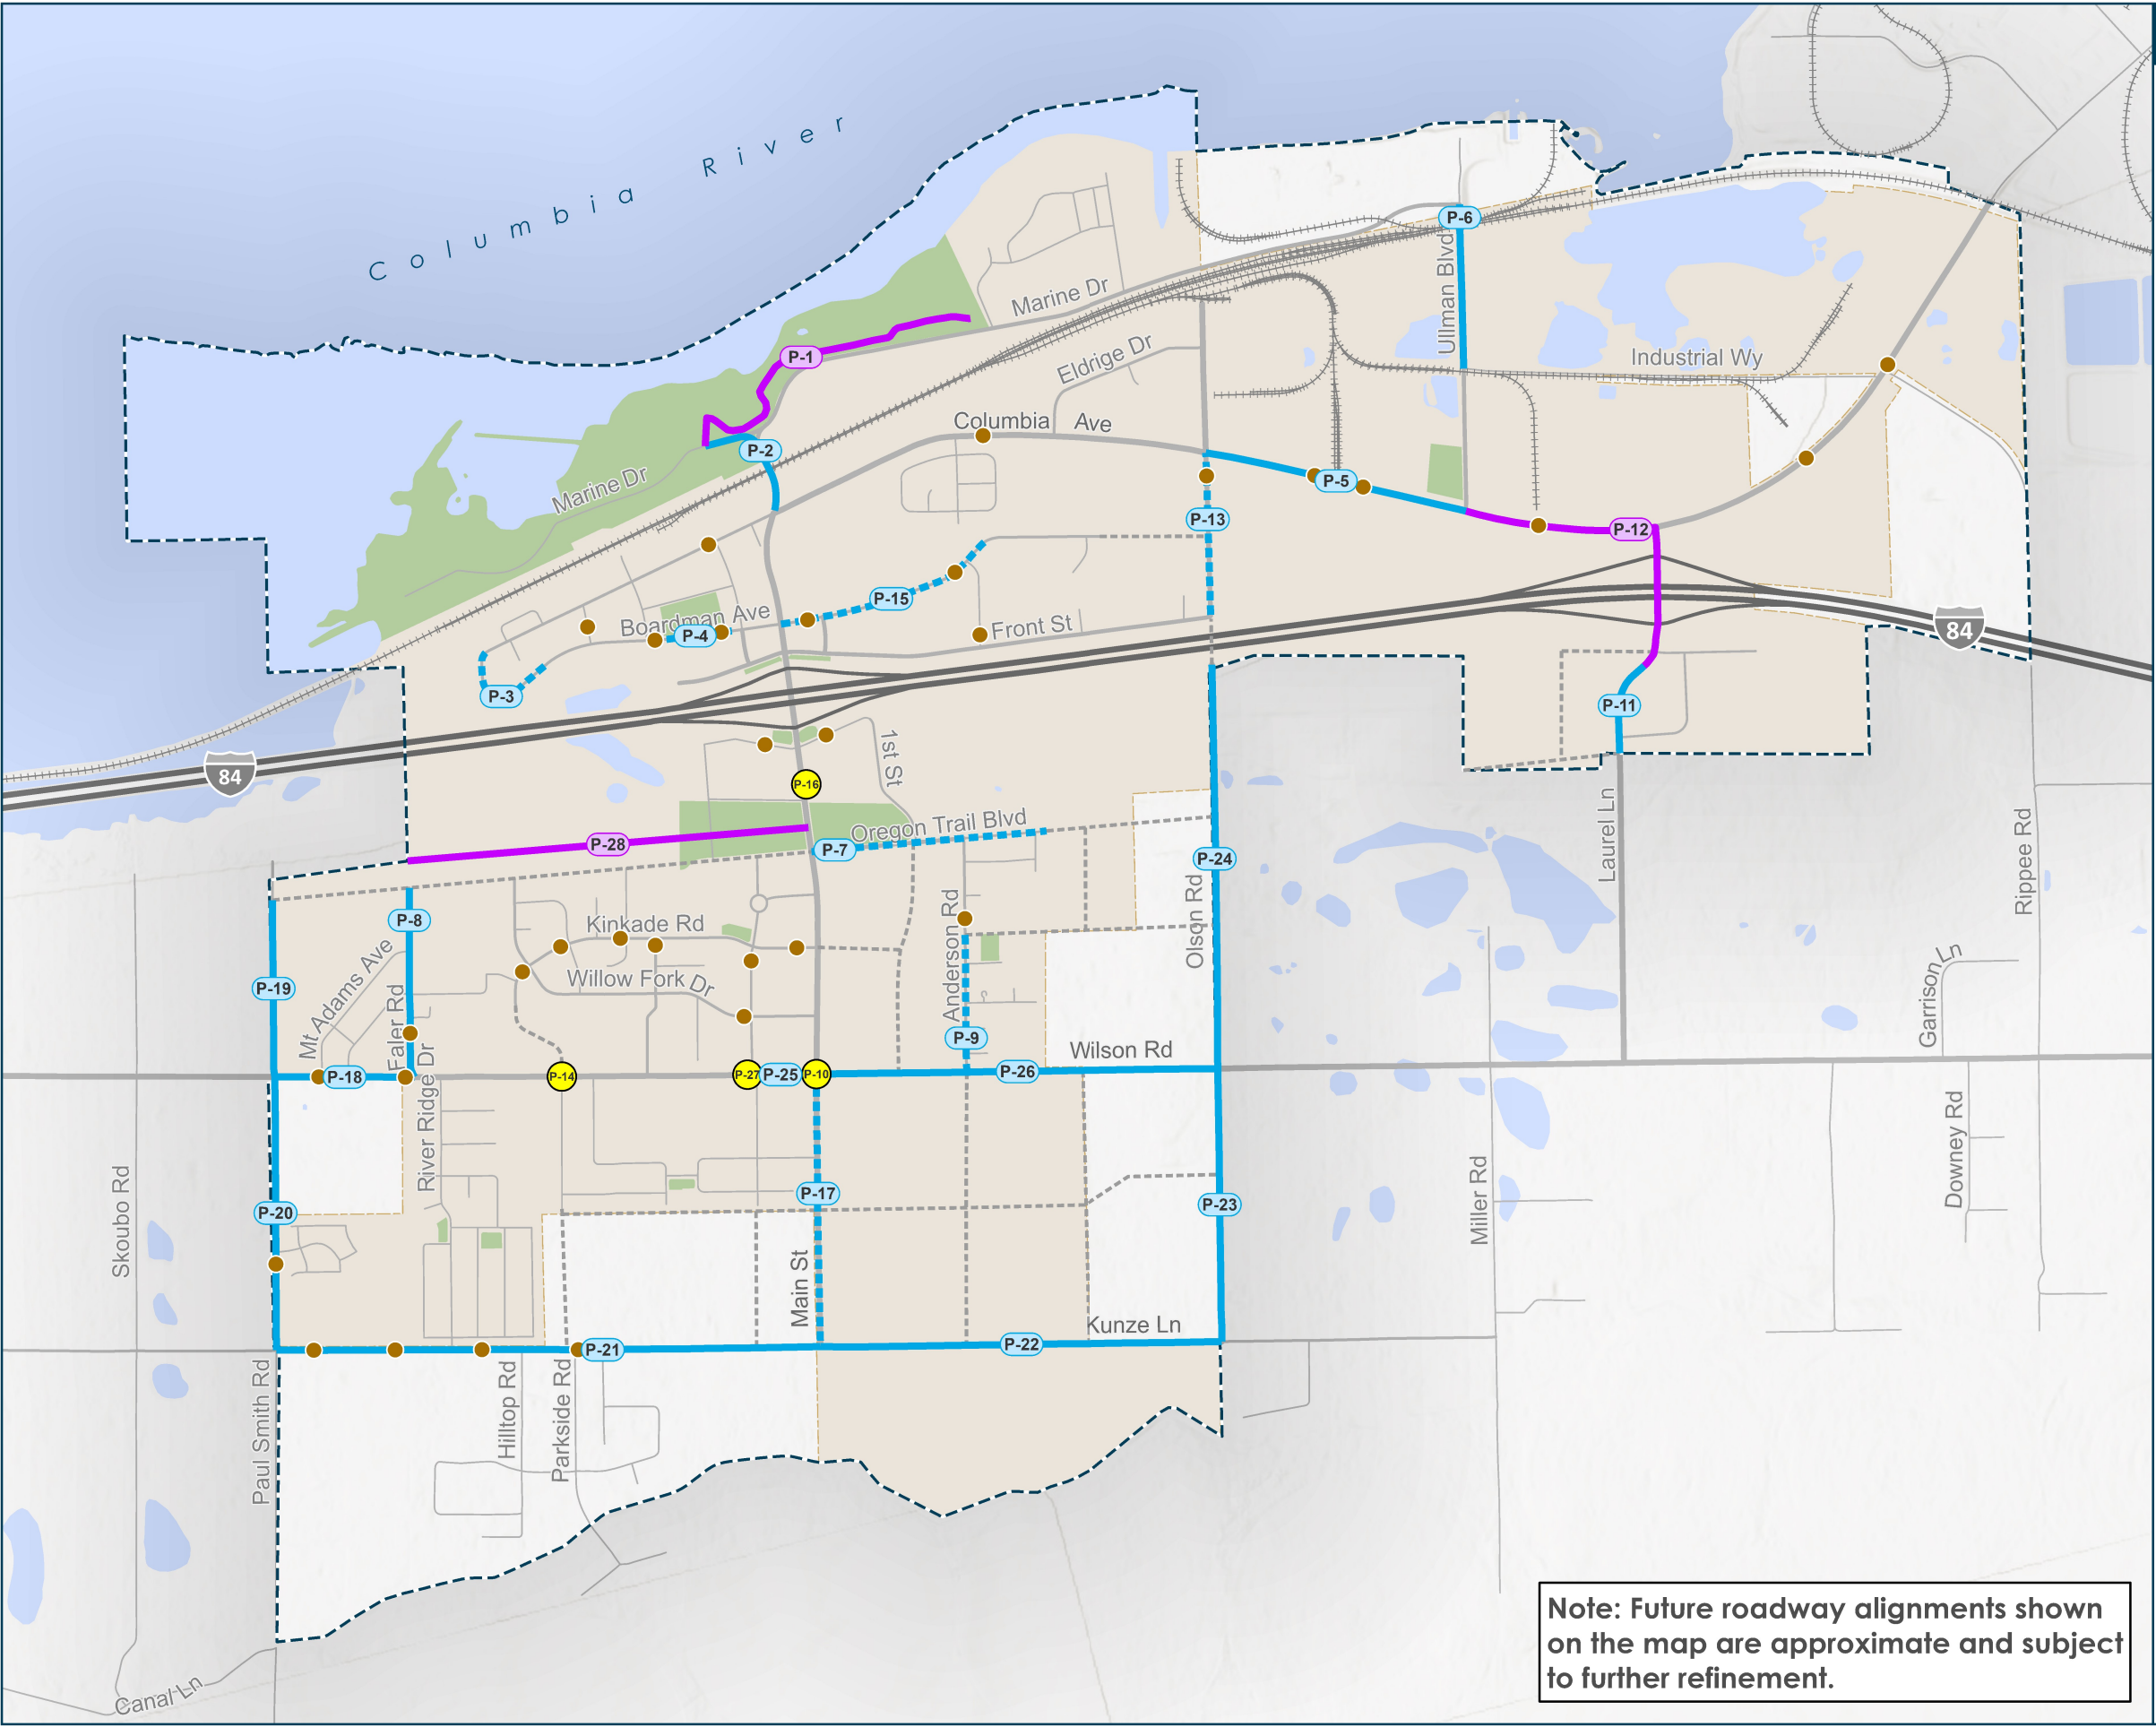 Columbia River
P-6
Ullman Blvd
Marine Dr
P-1
Eldrige Dr
Industrial Wy
Columbia Ave
P-2
Marine Dr
P-5
P-13
P-12
P-15
Boardman Ave
P-4
Front St
84
P-3
P-11
1st St
84
P-16
Oregon Trail Blvd
P-28
P-7
P-24
Laurel Ln
Rippee Rd
Olson Rd
P-8
Kinkade Rd
Anderson Rd
Mt Adams Ave
Willow Fork Dr
P-19
Faler Rd
Garrison Ln
P-9
Wilson Rd
River Ridge Dr
P-18
P-14
P-27
P-25
P-10
P-26
Downey Rd
Skoubo Rd
P-20
P-17
P-23
Miller Rd
Main St
Kunze Ln
P-21
P-22
Paul Smith Rd
Hilltop Rd
Parkside Rd
Canal Ln
Note: Future roadway alignments shown
on the map are approximate and subject
to further refinement.